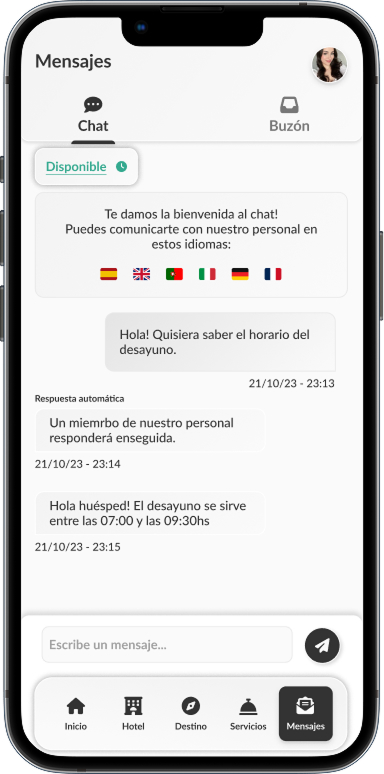 Mensajes
Chat
Buzón
Disponible
Te damos la bienvenida al chat!
Puedes comunicarte con nuestro personal en
estos idiomas:
Hola! Quisiera saber el horario del
desayuno.
21/10/23 - 23:13
Respuesta automática
Un miemrbo de nuestro personal
responderá enseguida.
21/10/23 - 23:14
Hola huésped! El desayuno se sirve
entre las 07:00 y las 09:30hs
21/10/23 - 23:15
Escribe un mensaje...
Inicio
Hotel
Destino
Servicios
Mensajes